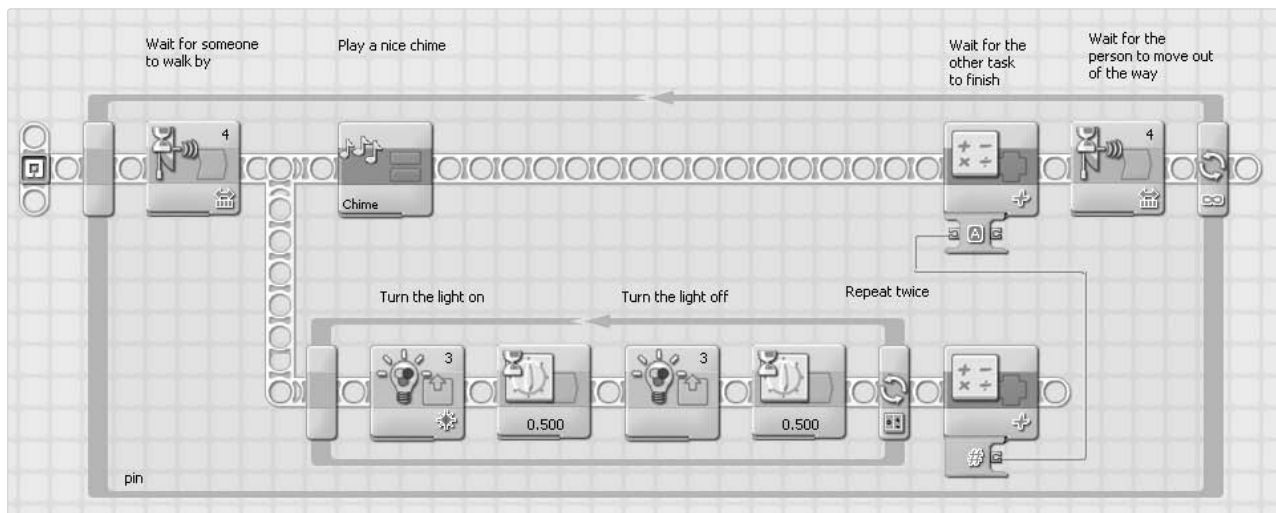 Wait for someone
to walk by
Play a nice chime
Wait for the
other task
to finish
Wait for the
person to move out
of the way
4
Chime
4
A
C
Turn the light on
Turn the light off
Repeat twice
3
0.500
3
0.500
#
C
pin